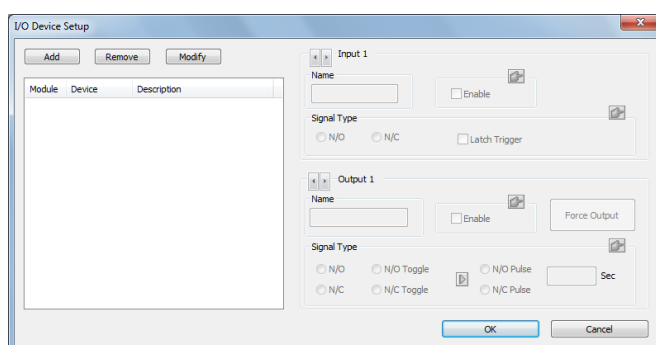 I/O Device Setup
Add Remove Modify
Module Device Description
Input 1
Name
Enable
Signal Type
N/O N/C Latch Trigger
Output 1
Name
Enable Force Output
Signal Type
N/O N/O Toggle N/O Pulse Sec
N/C N/C Toggle N/C Pulse
OK Cancel